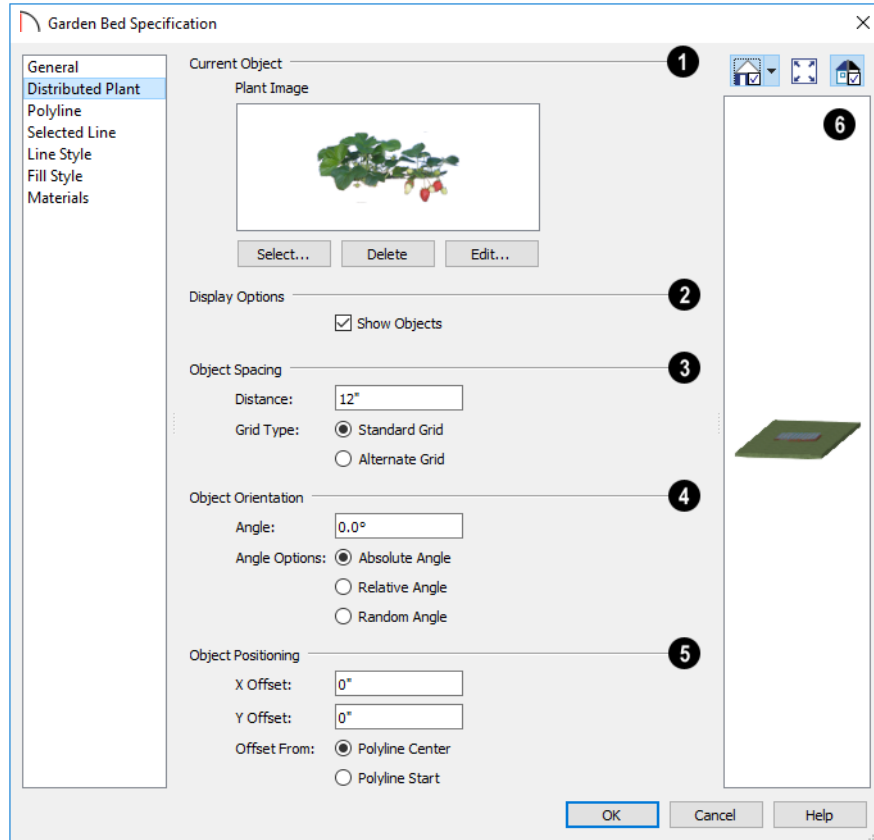 Garden Bed Specification
General
Distributed Plant
Polyline
Selected Line
Line Style
Fill Style
Materials
Current Object 1
Plant Image
Select... Delete Edit...
Display Options 2
Show Objects
Object Spacing 3
Distance: 12"
Grid Type: Standard Grid
Alternate Grid
Object Orientation 4
Angle: 0.0°
Angle Options: Absolute Angle
Relative Angle
Random Angle
Object Positioning 5
X Offset: 0"
Y Offset: 0"
Offset From: Polyline Center
Polyline Start
6
OK Cancel Help